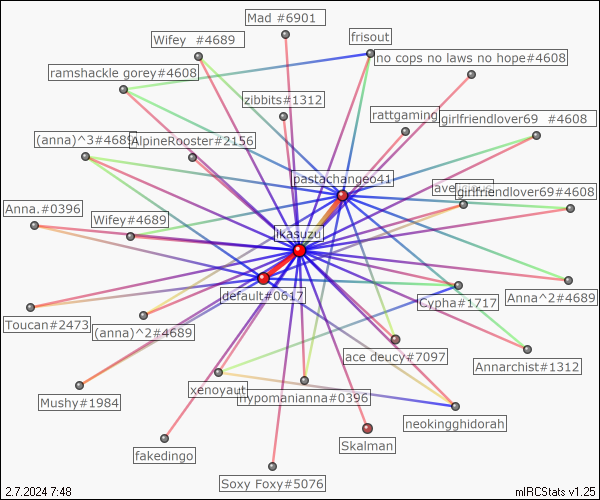 Mad #6901
Wifey  #4689
frisout
no cops no laws no hope#4608
ramshackle gorey#4608
zibbits#1312
rattgaming
girlfriendlover69  #4608
(anna)^3#4689
AlpineRooster#2156
pastachangeo41
girlfriendlover69#4608
Anna.#0396
Wifey#4689
ikasuzu
default#0617
Cypha#1717
Anna^2#4689
Toucan#2473
(anna)^2#4689
ace deucy#7097
Annarchist#1312
xenoyaut
hypomanianna#0396
Mushy#1984
neokingghidorah
Skalman
fakedingo
Soxy Foxy#5076
2.7.2024 7:48
mIRCStats v1.25